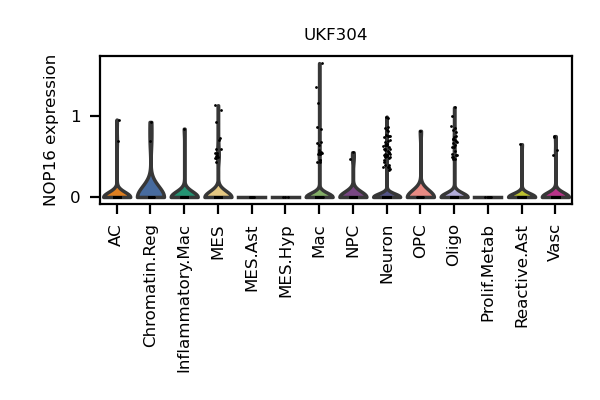 UKF304
NOP16 expression
1
0
AC
Chromatin.Reg
Inflammatory.Mac
MES
MES.Ast
MES.Hyp
Mac
NPC
Neuron
OPC
Oligo
Prolif.Metab
Reactive.Ast
Vasc